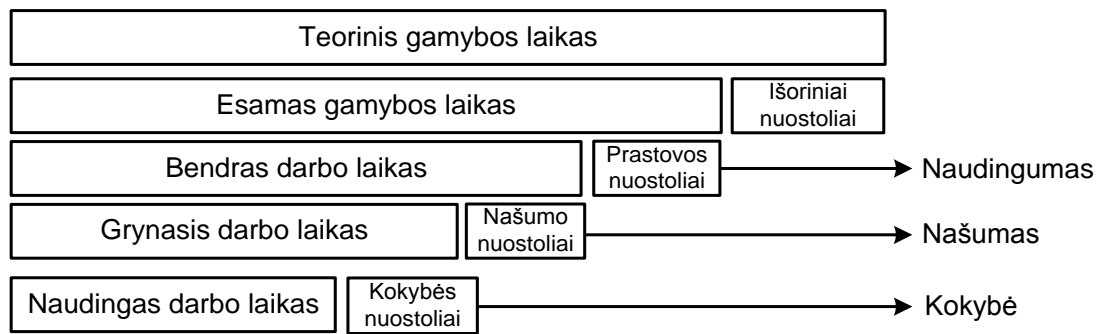 Teorinis gamybos laikas
Esamas gamybos laikas
Išoriniai
nuostoliai
Bendras darbo laikas
Prastovos
nuostoliai
Naudingumas
Grynasis darbo laikas
Našumo
nuostoliai
Našumas
Naudingas darbo laikas
Kokybės
nuostoliai
Kokybė